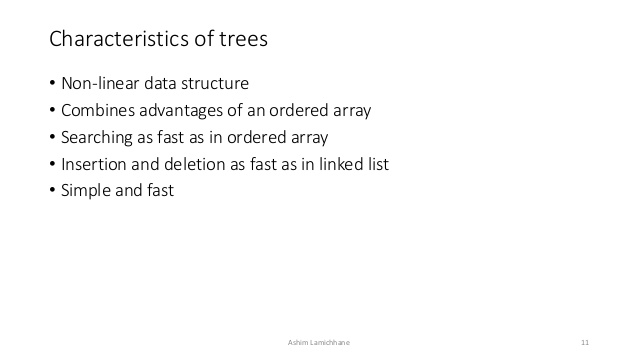 Characteristics of trees
• Non-linear data structure
• Combines advantages of an ordered array
• Searching as fast as in ordered array
• Insertion and deletion as fast as in linked list
• Simple and fast
Ashim Lamichhane 11